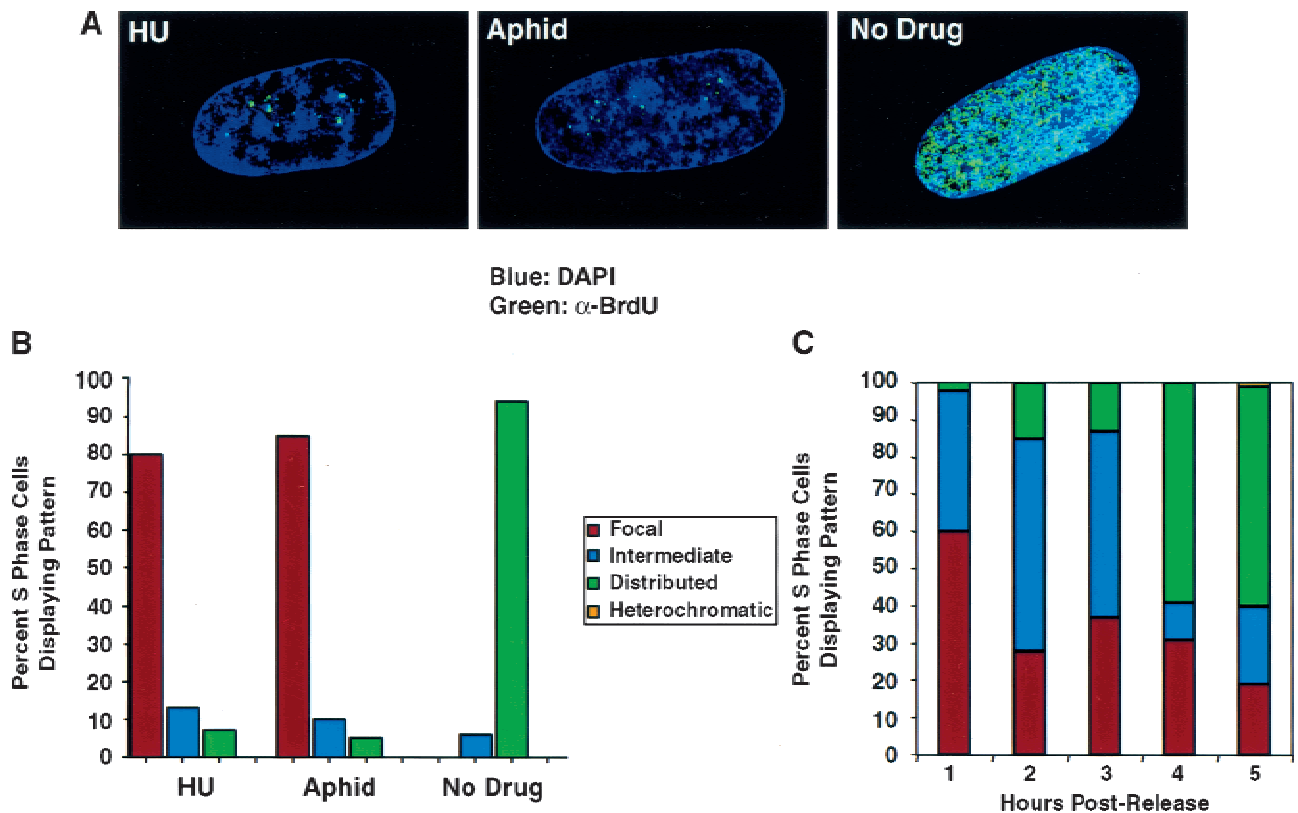 A
HU
Aphid
No Drug
Blue: DAPI
Green: α-BrdU
B
Percent S Phase Cells
Displaying Pattern
100
90
80
70
60
50
40
30
20
10
0
HU
Aphid
No Drug
Focal
Intermediate
Distributed
Heterochromatic
C
Percent S Phase Cells
Displaying Pattern
100
90
80
70
60
50
40
30
20
10
0
1
2
3
4
5
Hours Post-Release